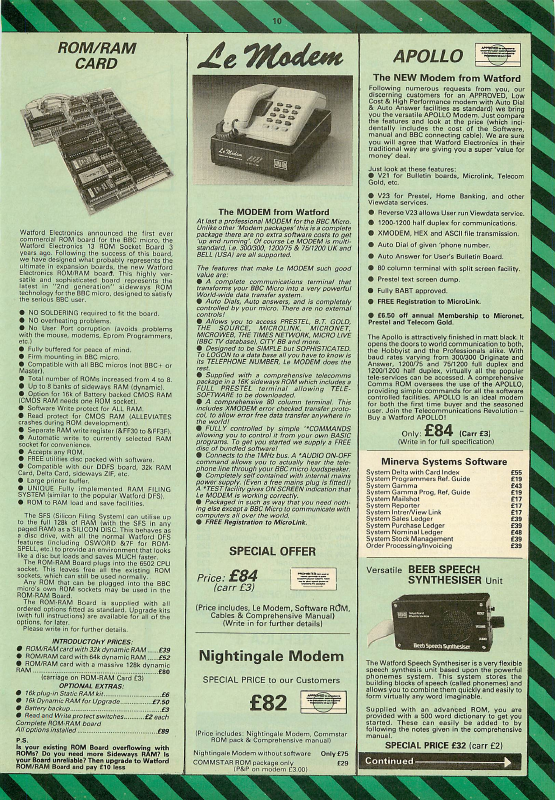 10
ROM/RAM
CARD
Watford Electronics announced the first ever
commercial ROM board for the BBC micro, the
Watford Electronics 13 ROM Socket Board 3
years ago. Following the success of this board,
we have designed what probably represents the
ultimate in expansion boards, the new Watford
Electronics ROM/RAM board. This highly ver-
satile and sophisticated board represents the
latest in "2nd generation" sideways ROM
technology for the BBC micro, designed to satisfy
the serious BBC user.
● NO SOLDERING required to fit the board.
● NO overheating problems.
● No User Port corruption (avoids problems
with the mouse, modems, Eprom Programmers,
etc.)
● Fully buffered for peace of mind.
● Firm mounting in BBC micro.
● Compatible with all BBC micros (not BBC+ or
Master).
● Total number of ROMs increased from 4 to 8.
● Up to 8 banks of sideways RAM (dynamic).
● Option for 16k of Battery backed CMOS RAM
(CMOS RAM needs one ROM socket).
● Software Write protect for ALL RAM.
● Read protect for CMOS RAM (ALLEVIATES
crashes during ROM development).
● Separate RAM write register (&FF30 to &FF3F).
● Automatic write to currently selected RAM
socket for convenience.
● Accepts any ROM.
● FREE utilities disc packed with software.
● Compatible with our DDFS board, 32k RAM
Card, Delta Card, sideways ZIF, etc.
● Large printer buffer.
● UNIQUE Fully implemented RAM FILING
SYSTEM (similar to the popular Watford DFS).
● ROM to RAM load and save facilities.
The SFS (Silicon Filing System) can utilise up
to the full 128k of RAM (with the SFS in any
paged RAM) as a SILICON DISC. This behaves as
a disc drive, with all the normal Watford DFS
features (including OSWORD &7F for ROM-
SPELL, etc.) to provide an environment that looks
like a disc but loads and saves MUCH faster.
The ROM-RAM Board plugs into the 6502 CPU
socket. This leaves free all the existing ROM
sockets, which can still be used normally.
Any ROM that can be plugged into the BBC
micro's own ROM sockets may be used in the
ROM-RAM Board.
The ROM-RAM Board is supplied with all
ordered options fitted as standard. Upgrade kits
(with full instructions) are available for all of the
options, for later.
Please write in for further details.
INTRODUCTORY PRICES:
● ROM/RAM card with 32k dynamic RAM ......£39
● ROM/RAM card with 64k dynamic RAM ......£52
● ROM/RAM with a massive 128k dynamic
RAM ......£80
(carriage on ROM-RAM Card £3)
OPTIONAL EXTRAS:
● 16k plug-in Static RAM kit ......£6
● 16k Dynamic RAM for Upgrade ......£7.50
● Battery backup ......£3
● Read and Write protect switches ......£2 each
Complete ROM-RAM board
All options installed ......£89
P.S.
Is your existing ROM Board overflowing with
ROMs? Do you need more Sideways RAM? Is
your Board unreliable? Then upgrade to Watford
ROM/RAM Board and pay £10 less
Le Modem
The MODEM from Watford
At last a professional MODEM for the BBC Micro.
Unlike other 'Modem packages' this is a complete
package there are no extra software costs to get
'up and running'. Of course Le MODEM is multi-
standard, i.e. 300/300, 1200/75 & 75/1200 UK and
BELL (USA) are all supported.
The features that make Le MODEM such good
value are:
● A complete communications terminal that
transforms your BBC Micro into a very powerful
World-wide data transfer system.
● Auto Dials, Auto answers, and is completely
controlled by your micro. There are no external
controls!
● Allows you to access PRESTEL, B.T. GOLD,
THE SOURCE, MICROLINK, MICRONET,
MICROWEB, THE TIMES NETWORK, MICRO LIVE
(BBC TV database), CITY BB and many more.
● Designed to be SIMPLE but SOPHISTICATED.
To LOGON to a data base all you have to know is
its TELEPHONE NUMBER, Le MODEM does the
rest.
● Supplied with a comprehensive telecomms
package in a 16K sideways ROM which includes a
FULL PRESTEL terminal allowing TELE-
SOFTWARE to be downloaded!
● A comprehensive 80 column terminal. This
includes XMODEM error checked transfer proto-
col, to allow error free data transfer anywhere in
the world!
● FULLY controlled by simple '*'COMMANDS
allowing you to control it from your own BASIC
programs. To get you started we supply a FREE
disc of bundled software!
● Connects to the 1MHz bus. A *AUDIO ON-OFF
command allows you to actually hear the tele-
phone line through your BBC micro loudspeaker.
● Completely self contained with internal mains
power supply. (Even a free mains plug is fitted!)
A *TEST facility gives ON SCREEN indication that
Le MODEM is working correctly.
● Packaged in such a way that you need noth-
ing else except a BBC Micro to communicate with
computers all over the world.
● FREE Registration to MicroLink.
SPECIAL OFFER
Price: £84
(carr £3)
(Price includes, Le Modem, Software ROM,
Cables & Comprehensive Manual)
(Write in for further details)
Nightingale Modem
SPECIAL PRICE to our Customers
£82
(Price includes: Nightingale Modem, Commstar
ROM pack & Comprehensive manual)
Nightingale Modem without software Only £75
COMMSTAR ROM package only £29
(P&P on modem £3.00)
APOLLO
The NEW Modem from Watford
Following numerous requests from you, our
discerning customers for an APPROVED, Low
Cost & High Performance modem with Auto Dial
& Auto Answer facilities as standard) we bring
you the versatile APOLLO Modem. Just compare
the features and look at the price (which inci-
dentally includes the cost of the Software,
manual and BBC connecting cable). We are sure
you will agree that Watford Electronics in their
traditional way are giving you a super 'value for
money' deal.
Just look at these features:
● V21 for Bulletin boards, Microlink, Telecom
Gold, etc.
● V23 for Prestel, Home Banking, and other
Viewdata services.
● Reverse V23 allows User run Viewdata service.
● 1200-1200 half duplex for communications.
● XMODEM, HEX and ASCII file transmission.
● Auto Dial of given 'phone number.
● Auto Answer for User's Bulletin Board.
● 80 column terminal with split screen facility.
● Prestel text screen dump.
● Fully BABT approved.
● FREE Registration to MicroLink.
● £6.50 off annual Membership to Micronet,
Prestel and Telecom Gold.
The Apollo is attractively finished in matt black. It
opens the doors to world communication to both,
the Hobbyist and the Professionals alike. With
baud rates varying from 300/300 Originate and
Answer, 1200/75 and 75/1200 full duplex and
1200/1200 half duplex, virtually all the popular
tele-services can be accessed. A comprehensive
Comms ROM oversees the use of the APOLLO,
providing simple commands for all the software
controlled facilities. APOLLO is an ideal modem
for both the first time buyer and the seasoned
user. Join the Telecommunications Revolution –
Buy a Watford APOLLO!
Only: £84 (Carr £3)
(Write in for full specification)
Minerva Systems Software
System Delta with Card Index £55
System Programmers Ref. Guide £19
System Gamma £43
System Gamma Prog, Ref, Guide £19
System Mailshot £17
System Reporter £17
System Intron/View Link £17
System Sales Ledger £39
System Purchase Ledger £39
System Nominal Ledger £48
System Stock Management £39
Order Processing/Invoicing £39
Versatile BEEB SPEECH
SYNTHESISER Unit
Beeb Speech Synthesiser
The Watford Speech Synthesiser is a very flexible
speech synthesis unit based upon the powerful
phonemes system. This system stores the
building blocks of speech (called phonemes) and
allows you to combine them quickly and easily to
form virtually any word imaginable.
Supplied with an advanced ROM, you are
provided with a 500 word dictionary to get you
started. These can easily be added to by
following the notes given in the comprehensive
manual.
SPECIAL PRICE £32 (carr £2)
Continued